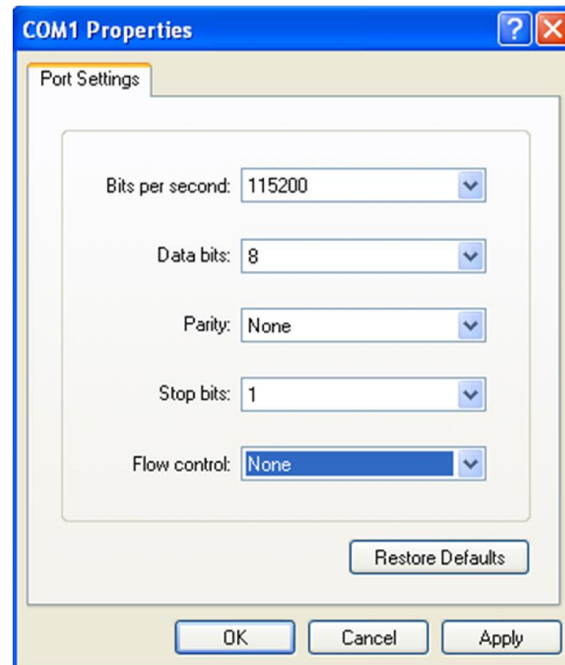 COM1 Properties
Port Settings
Bits per second: 115200
Data bits: 8
Parity: None
Stop bits: 1
Flow control: None
Restore Defaults
OK Cancel Apply